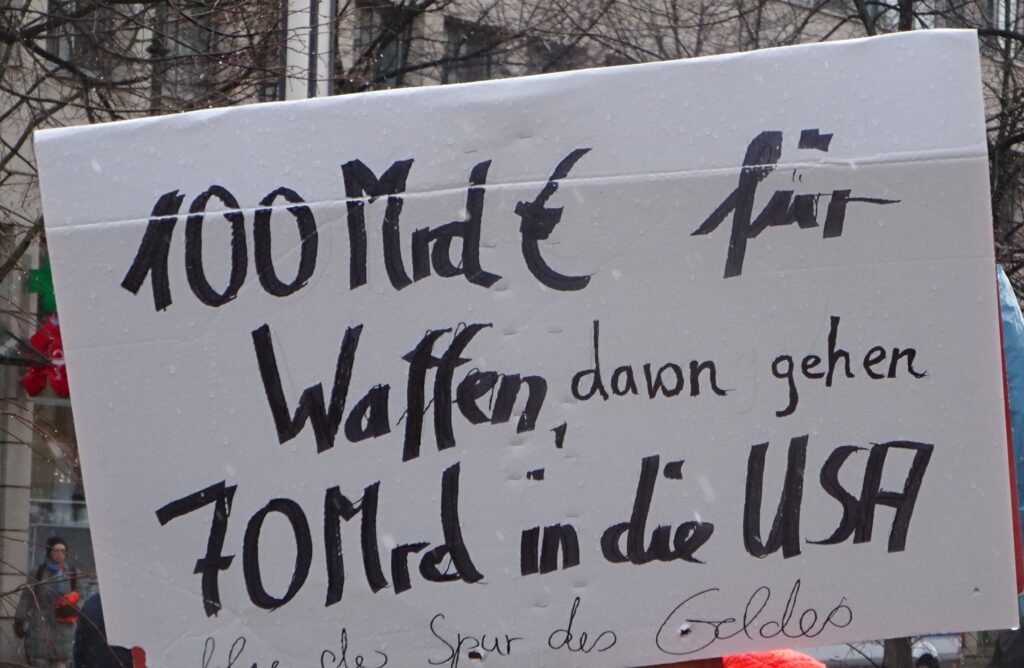 100 Mrd € für
Waffen, davon gehen
70 Mrd in die USA
Spur des Geldes